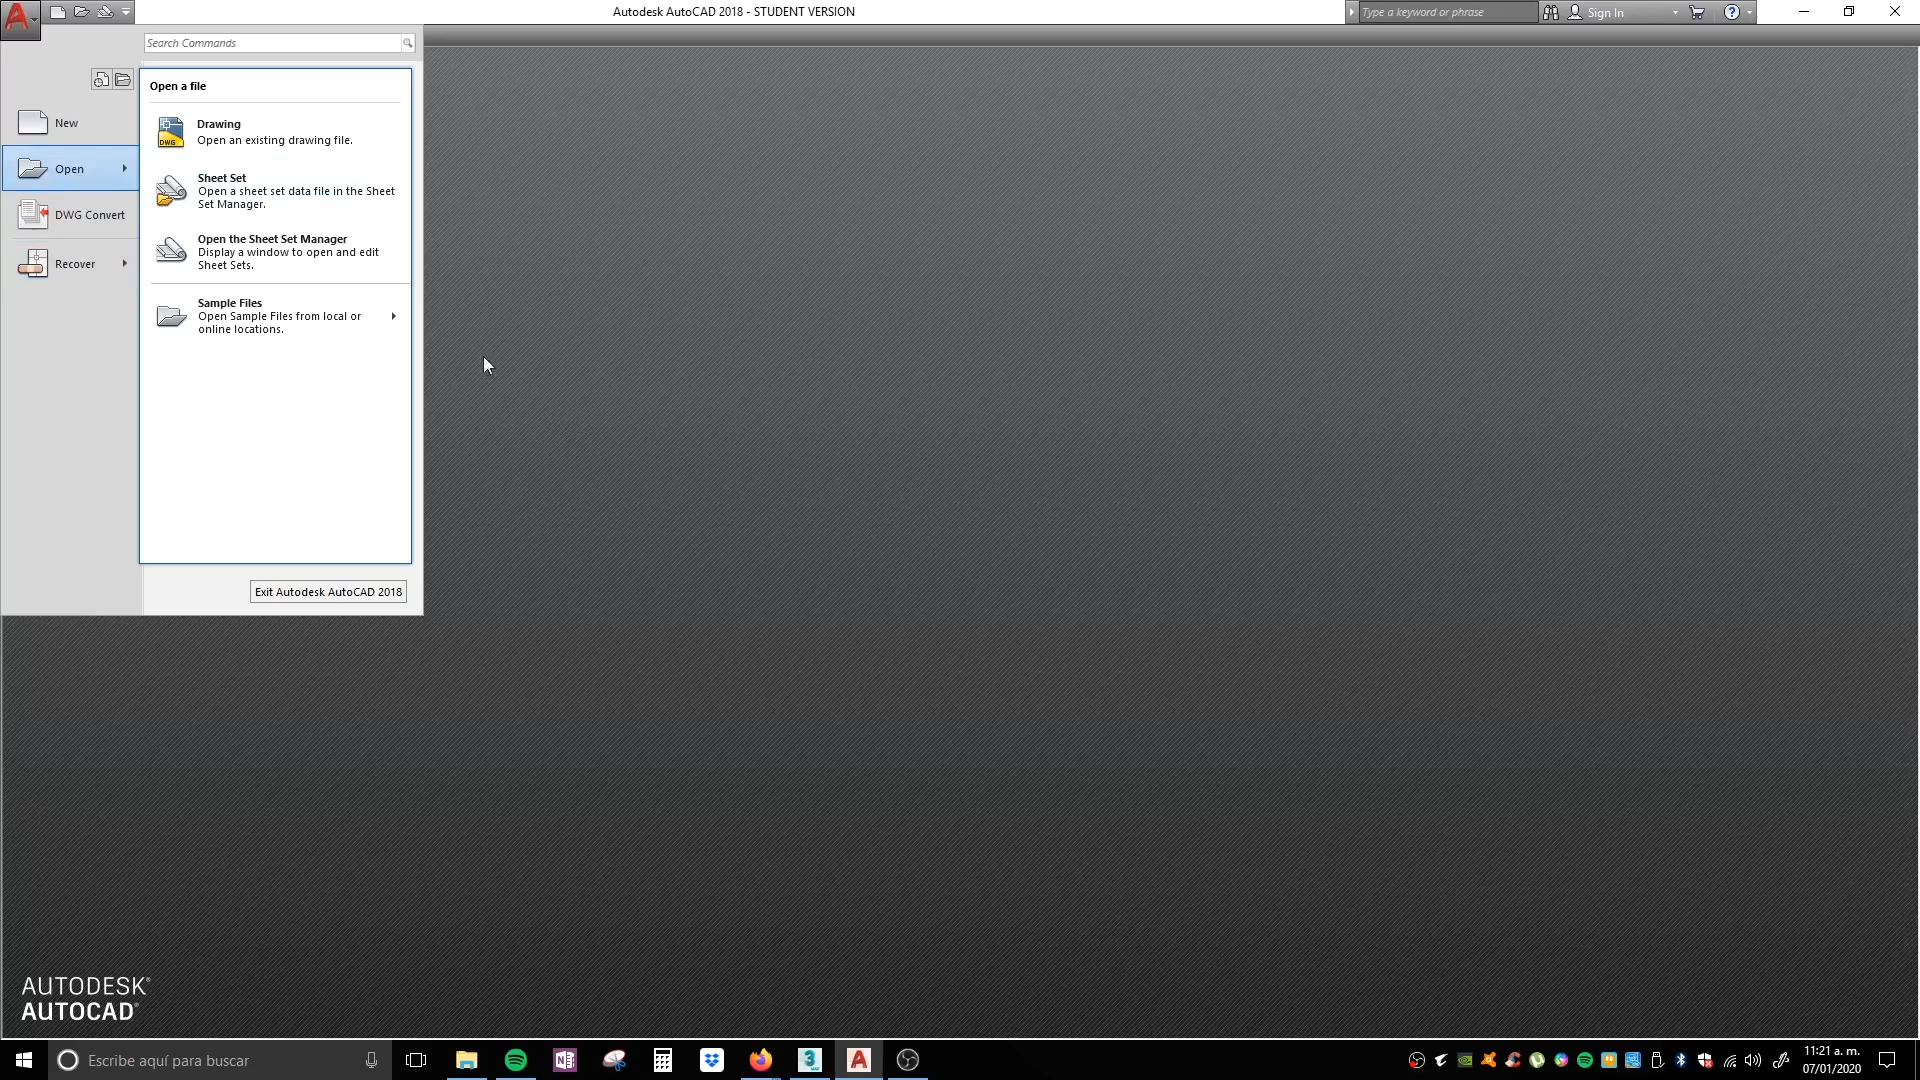 Autodesk AutoCAD 2018 - STUDENT VERSION
Type a keyword or phrase
Sign In
Search Commands
Open a file
New
Drawing
Open an existing drawing file.
Open
Sheet Set
Open a sheet set data file in the Sheet
Set Manager.
DWG Convert
Open the Sheet Set Manager
Display a window to open and edit
Sheet Sets.
Recover
Sample Files
Open Sample Files from local or
online locations.
Exit Autodesk AutoCAD 2018
AUTODESK®
AUTOCAD®
Escribe aquí para buscar
11:21 a. m.
07/01/2020